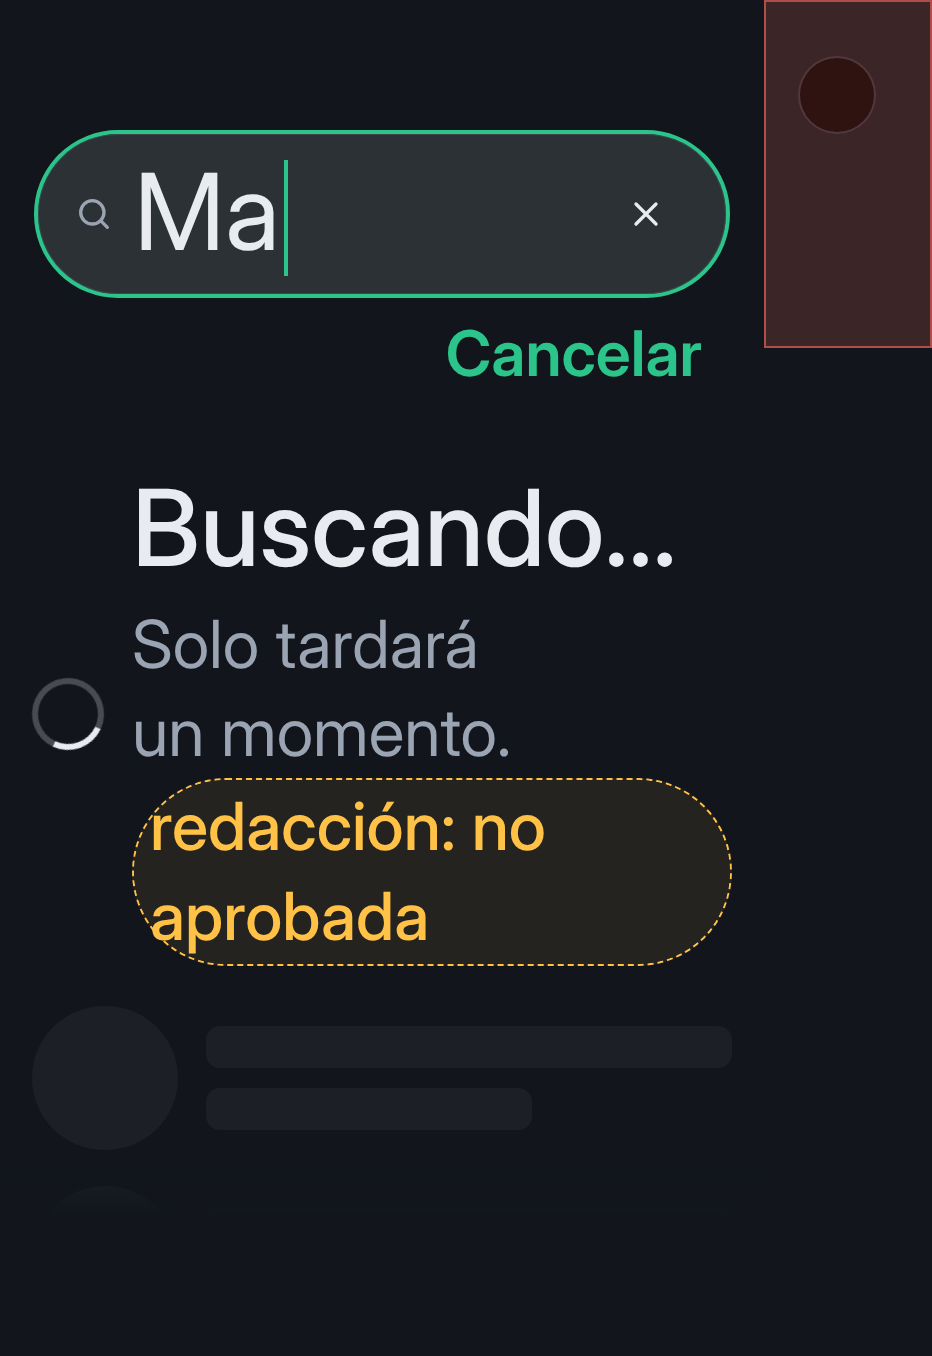 Ma
Cancelar
Buscando...
Solo tardará
un momento.
redacción: no
aprobada